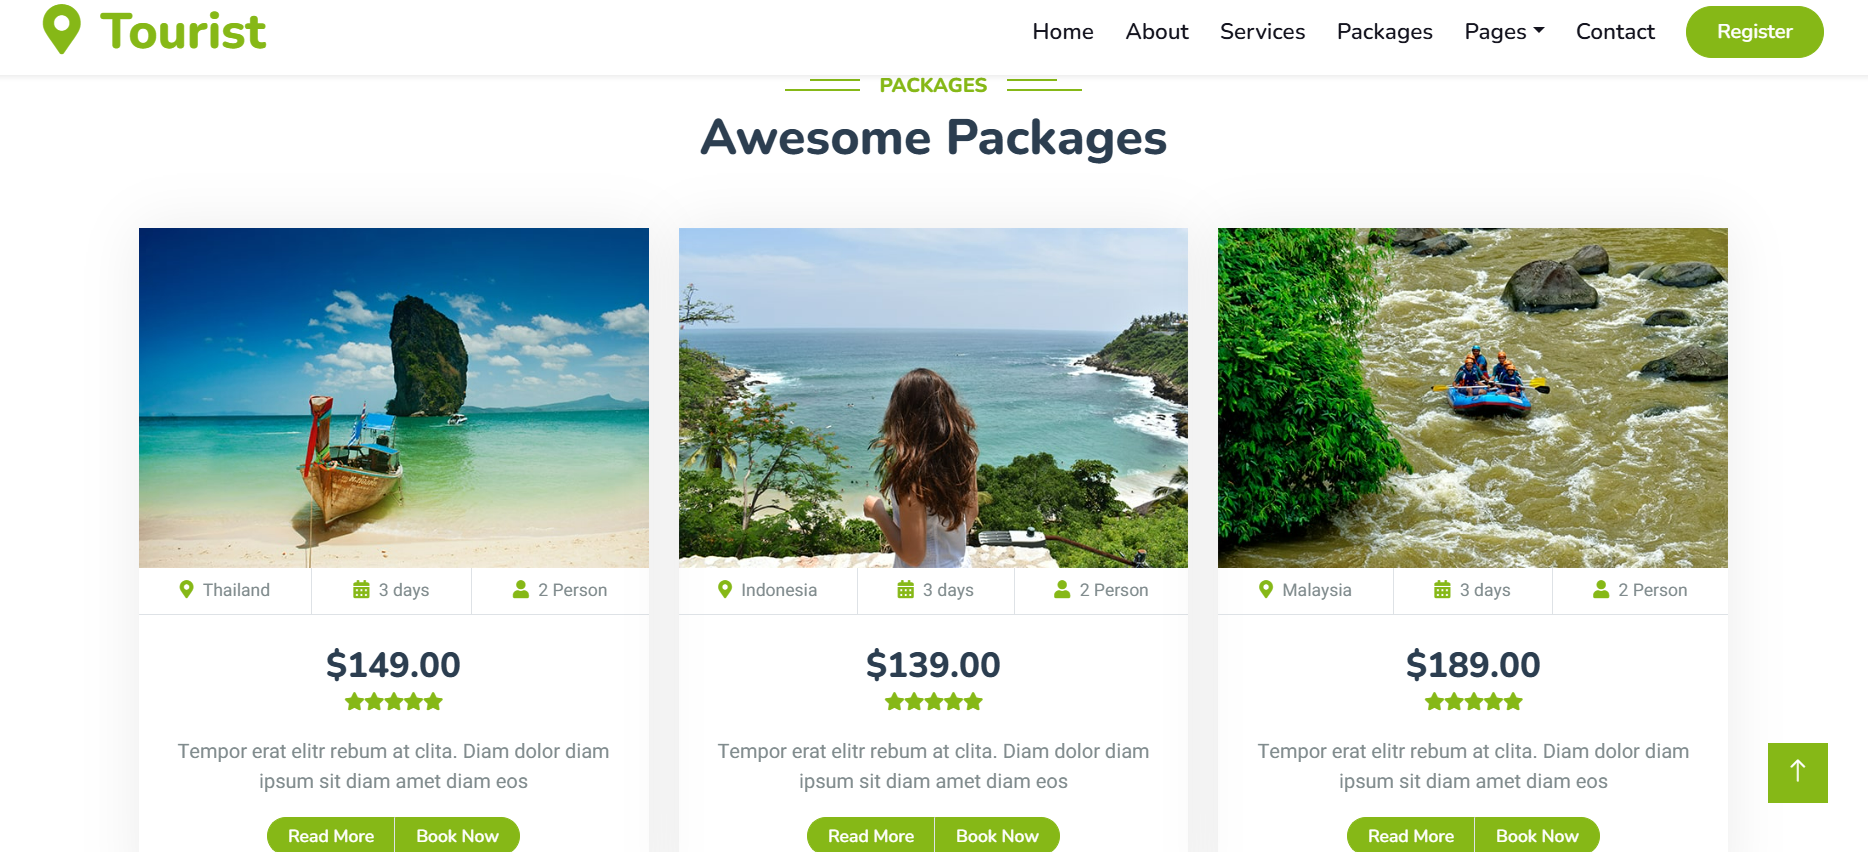 Tourist
Home About Services Packages Pages Contact Register
PACKAGES
Awesome Packages
Thailand 3 days 2 Person
$149.00
Tempor erat elitr rebum at clita. Diam dolor diam
ipsum sit diam amet diam eos
Read More Book Now
Indonesia 3 days 2 Person
$139.00
Tempor erat elitr rebum at clita. Diam dolor diam
ipsum sit diam amet diam eos
Read More Book Now
Malaysia 3 days 2 Person
$189.00
Tempor erat elitr rebum at clita. Diam dolor diam
ipsum sit diam amet diam eos
Read More Book Now